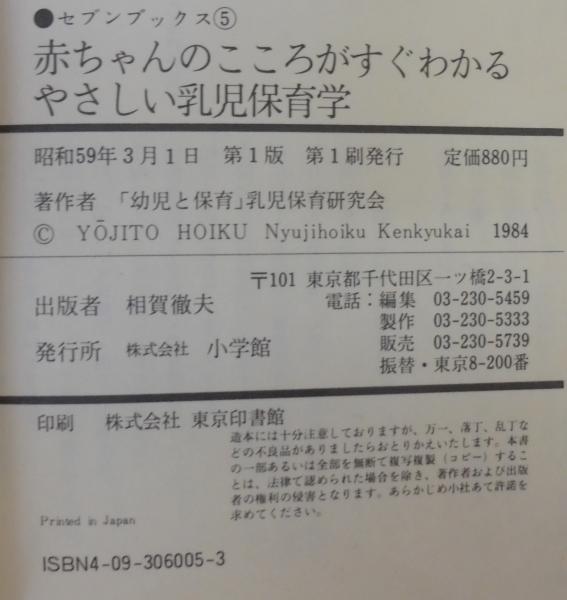 ●セブンブックス⑤
赤ちゃんのこころがすぐわかる
やさしい乳児保育学
昭和59年3月1日 第1版 第1刷発行 定価880円
著作者 「幼児と保育」乳児保育研究会
© YŌJITO HOIKU Nyujihoiku Kenkyukai 1984
〒101 東京都千代田区一ツ橋2-3-1
出版者 相賀徹夫 電話:編集 03-230-5459
製作 03-230-5333
発行所 株式会社 小学館 販売 03-230-5739
振替・東京8-200番
印刷 株式会社 東京印書館
造本には十分注意しておりますが、万一、落丁、乱丁な
どの不良品がありましたらおとりかえいたします。本書
の一部あるいは全部を無断で複写複製(コピー)するこ
とは、法律で認められた場合を除き、著作者および出版
者の権利の侵害となります。あらかじめ小社あて許諾を
求めてください。
Printed in Japan
ISBN4-09-306005-3